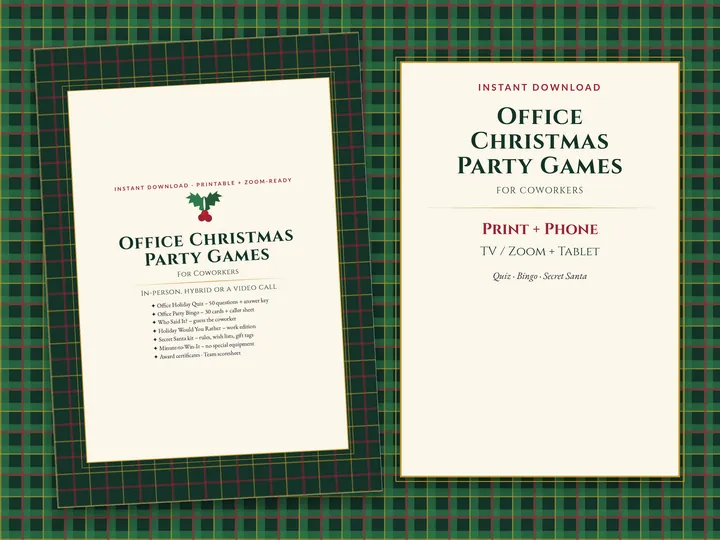 INSTANT DOWNLOAD · PRINTABLE + ZOOM-READY
OFFICE CHRISTMAS
PARTY GAMES
FOR COWORKERS
IN-PERSON, HYBRID OR A VIDEO CALL
✦ Office Holiday Quiz – 50 questions + answer key
✦ Office Party Bingo – 30 cards + caller sheet
✦ Who Said It? – guess the coworker
✦ Holiday Would You Rather – work edition
✦ Secret Santa kit – rules, wish lists, gift tags
✦ Minute-to-Win-It – no special equipment
✦ Award certificates · Team scoresheet
INSTANT DOWNLOAD
OFFICE
CHRISTMAS
PARTY GAMES
FOR COWORKERS
PRINT + PHONE
TV / ZOOM + TABLET
Quiz · Bingo · Secret Santa